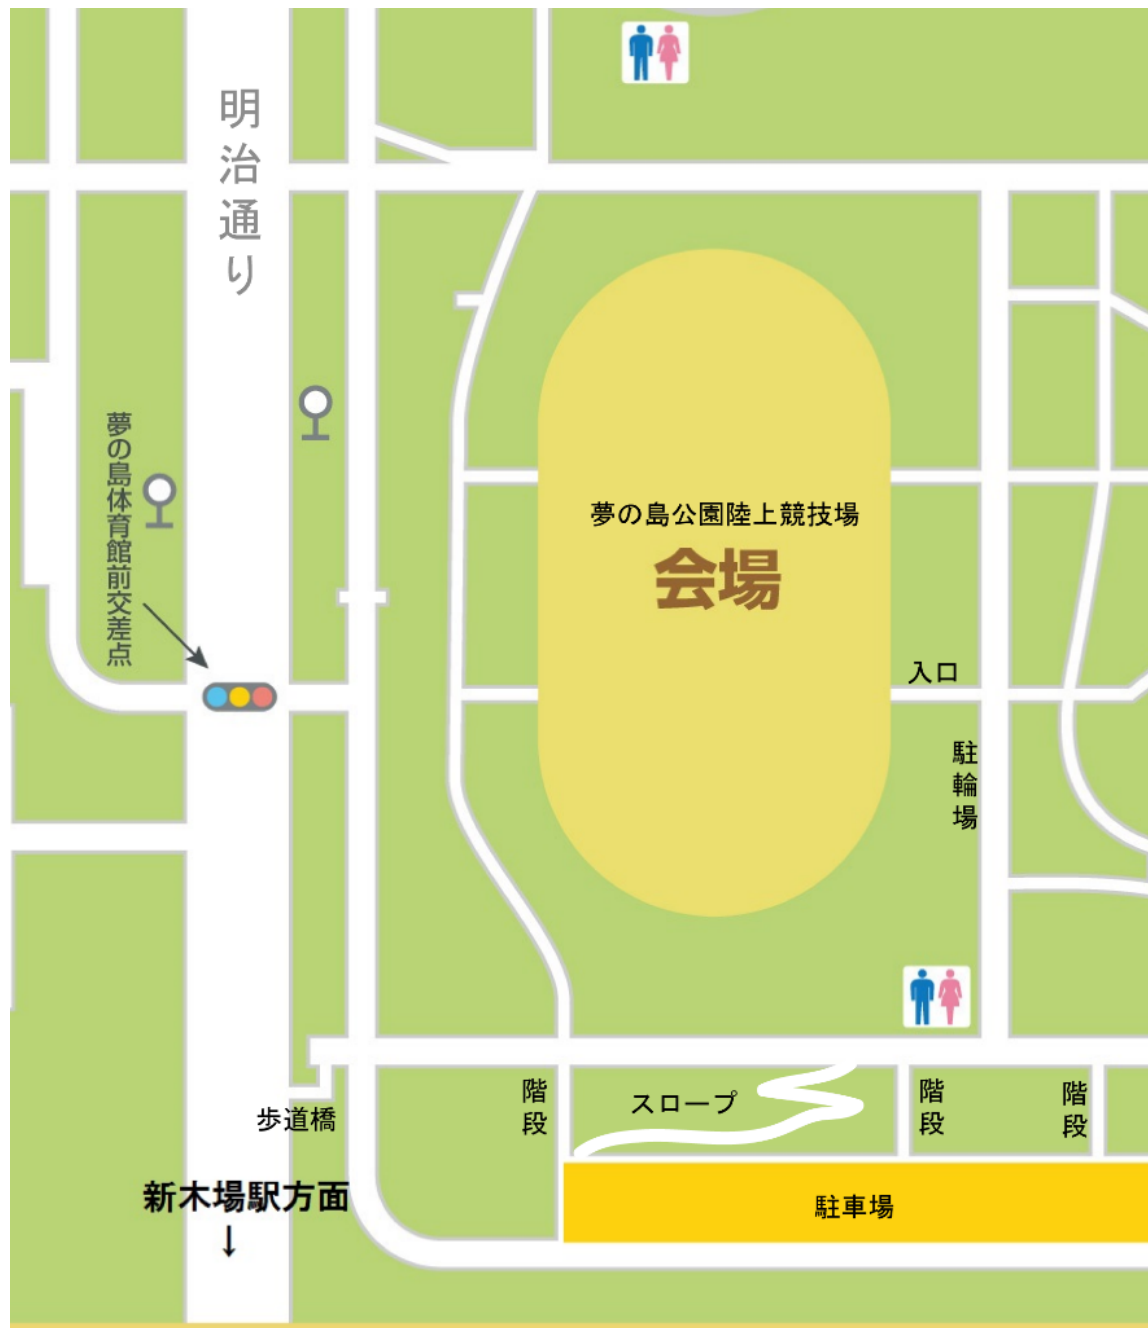 明治通り
夢の島体育館前交差点
夢の島公園陸上競技場
会場
入口
駐輪場
階段
スロープ
階段
階段
歩道橋
新木場駅方面
↓
駐車場